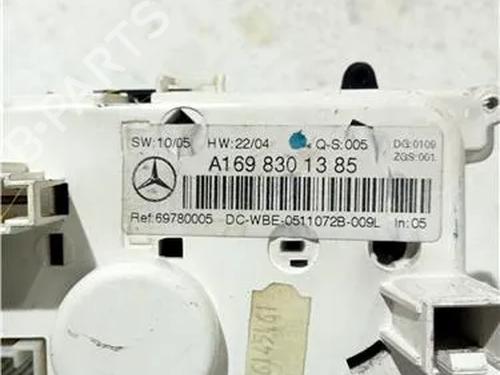 SW:10/05 HW:22/04 Q-S:005 DG:0109
ZGS:001
A169 830 13 85
Ref:69780005 DC-WBE-0511072B-009L In:05